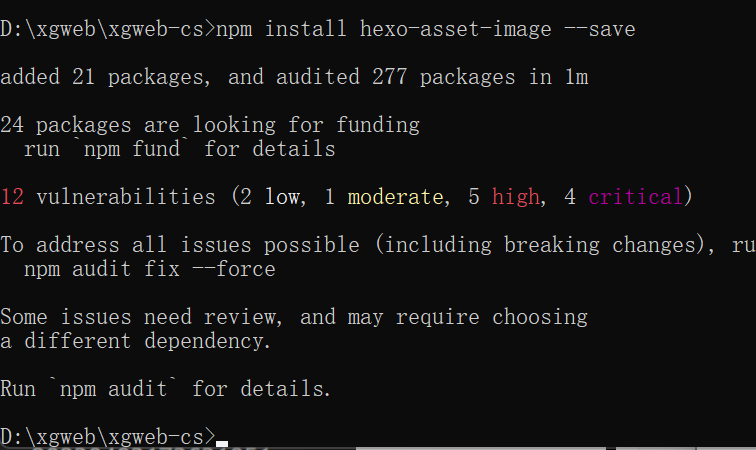 D:\xgweb\xgweb-cs>npm install hexo-asset-image --save
added 21 packages, and audited 277 packages in 1m
24 packages are looking for funding
run `npm fund` for details
12 vulnerabilities (2 low, 1 moderate, 5 high, 4 critical)
To address all issues possible (including breaking changes), ru
npm audit fix --force
Some issues need review, and may require choosing
a different dependency.
Run `npm audit` for details.
D:\xgweb\xgweb-cs>